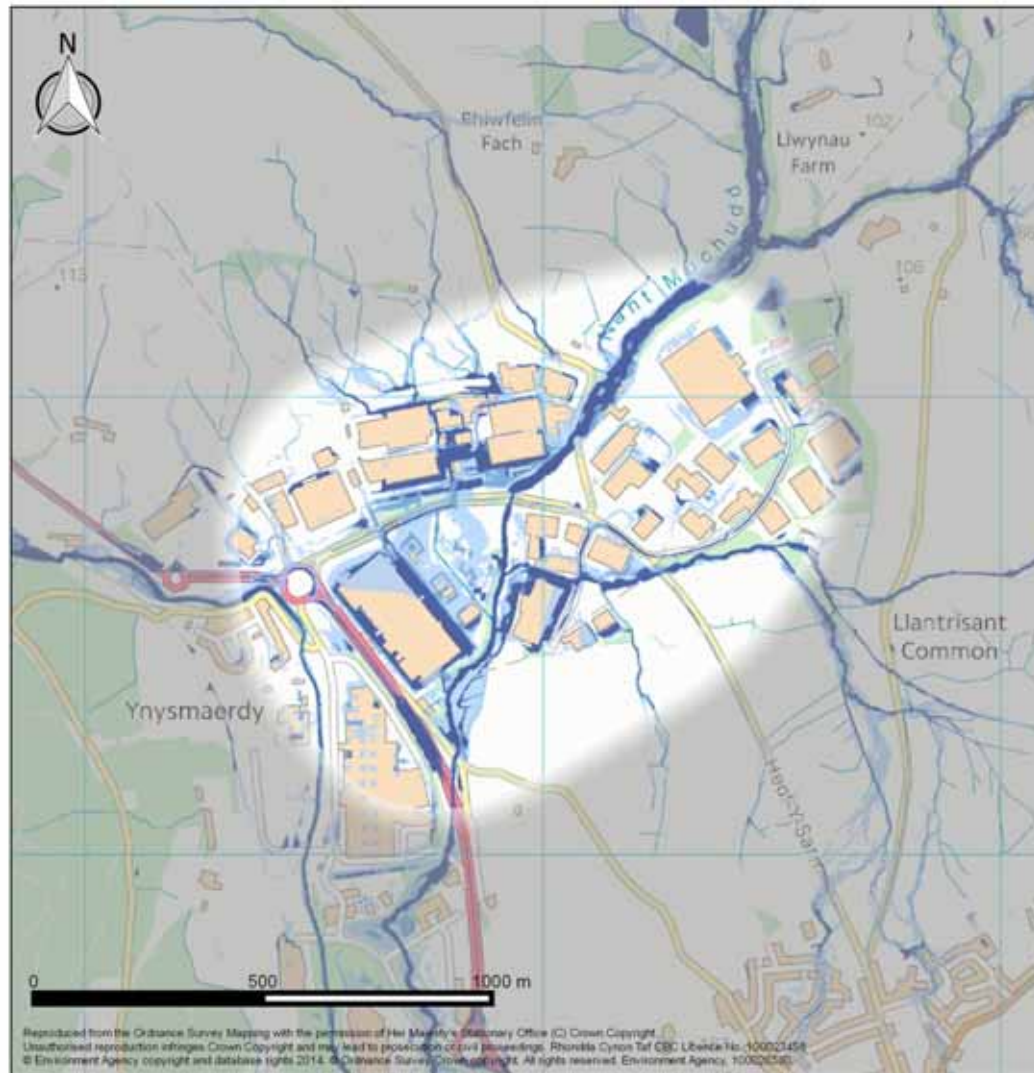 N
Rhiwfelin
Fach
102
Llwynau
Farm
Nant Muchudd
113
106
Llantrisant
Common
Ynysmaerdy
Heol-Y-Sarn
0 500 1000 m
Reproduced from the Ordnance Survey Mapping with the permission of Her Majesty's Stationary Office (C) Crown Copyright.
Unauthorised reproduction infringes Crown Copyright and may lead to prosecution or civil proceedings. Rhondda Cynon Taf CBC Licence No. 100023458
© Environment Agency copyright and database rights 2014. © Ordnance Survey Crown copyright. All rights reserved. Environment Agency, 100026380.